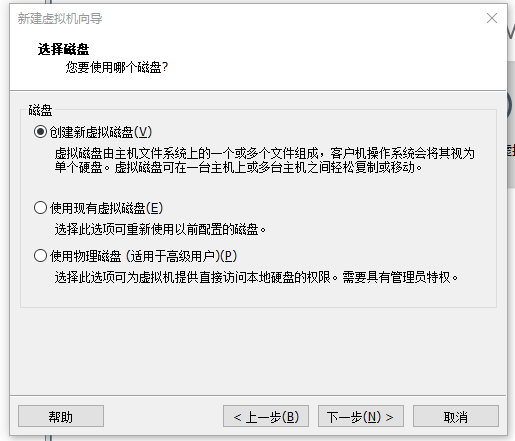 新建虚拟机向导
选择磁盘
您要使用哪个磁盘?
磁盘
创建新虚拟磁盘(V)
虚拟磁盘由主机文件系统上的一个或多个文件组成，客户机操作系统会将其视为
单个硬盘。虚拟磁盘可在一台主机上或多台主机之间轻松复制或移动。
使用现有虚拟磁盘(E)
选择此选项可重新使用以前配置的磁盘。
使用物理磁盘 (适用于高级用户)(P)
选择此选项可为虚拟机提供直接访问本地硬盘的权限。需要具有管理员特权。
帮助
< 上一步(B)
下一步(N) >
取消